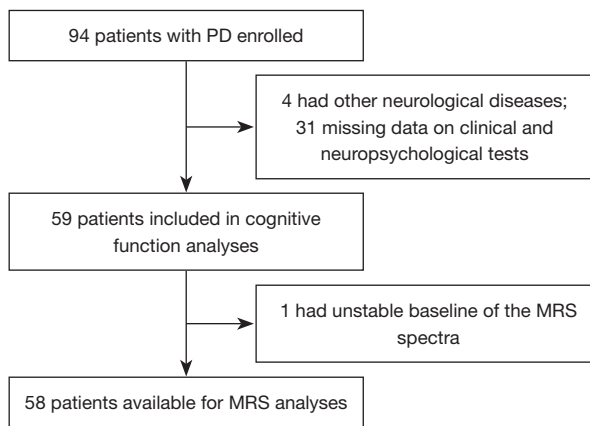 94 patients with PD enrolled
4 had other neurological diseases;
31 missing data on clinical and
neuropsychological tests
59 patients included in cognitive
function analyses
1 had unstable baseline of the MRS
spectra
58 patients available for MRS analyses